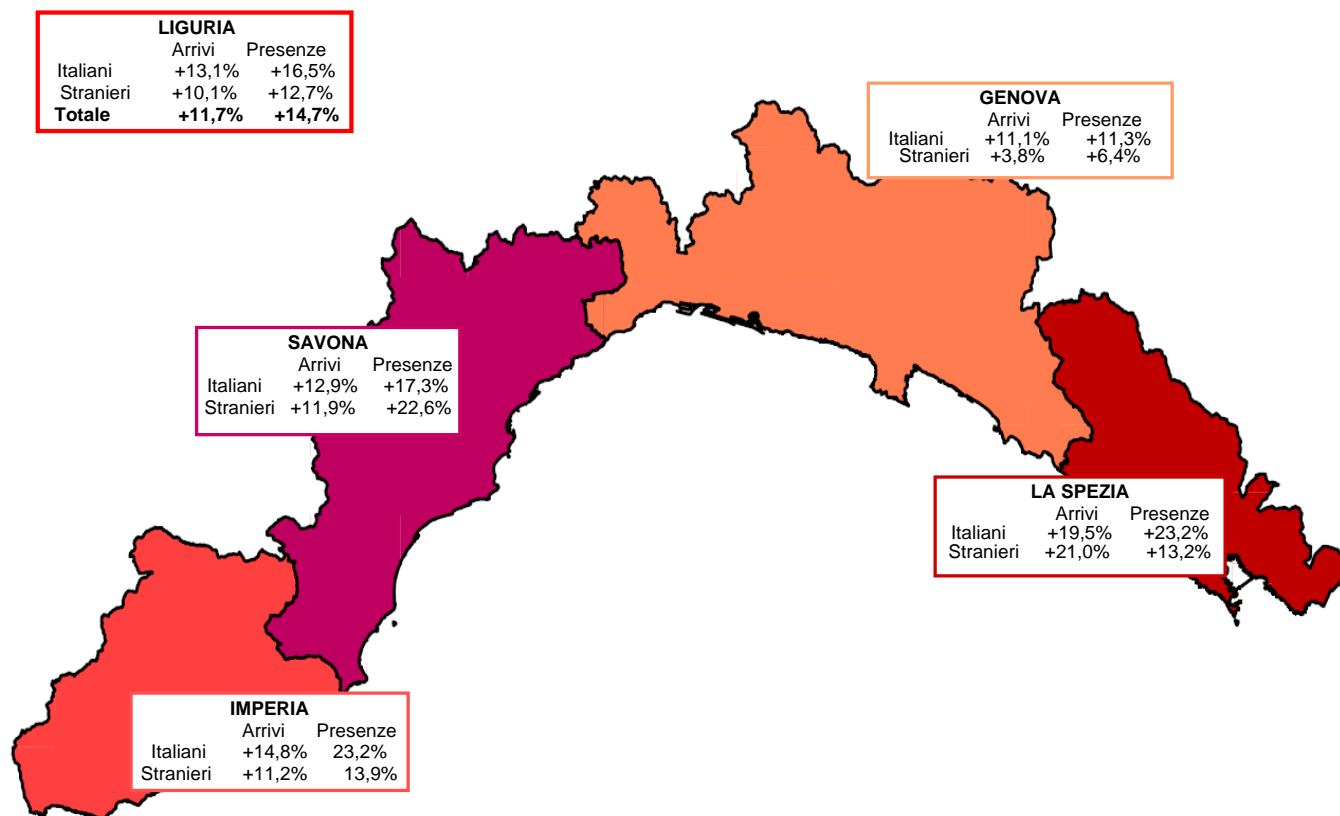 LIGURIA
Arrivi Presenze
Italiani +13,1% +16,5%
Stranieri +10,1% +12,7%
Totale +11,7% +14,7%
GENOVA
Arrivi Presenze
Italiani +11,1% +11,3%
Stranieri +3,8% +6,4%
SAVONA
Arrivi Presenze
Italiani +12,9% +17,3%
Stranieri +11,9% +22,6%
LA SPEZIA
Arrivi Presenze
Italiani +19,5% +23,2%
Stranieri +21,0% +13,2%
IMPERIA
Arrivi Presenze
Italiani +14,8% 23,2%
Stranieri +11,2% 13,9%